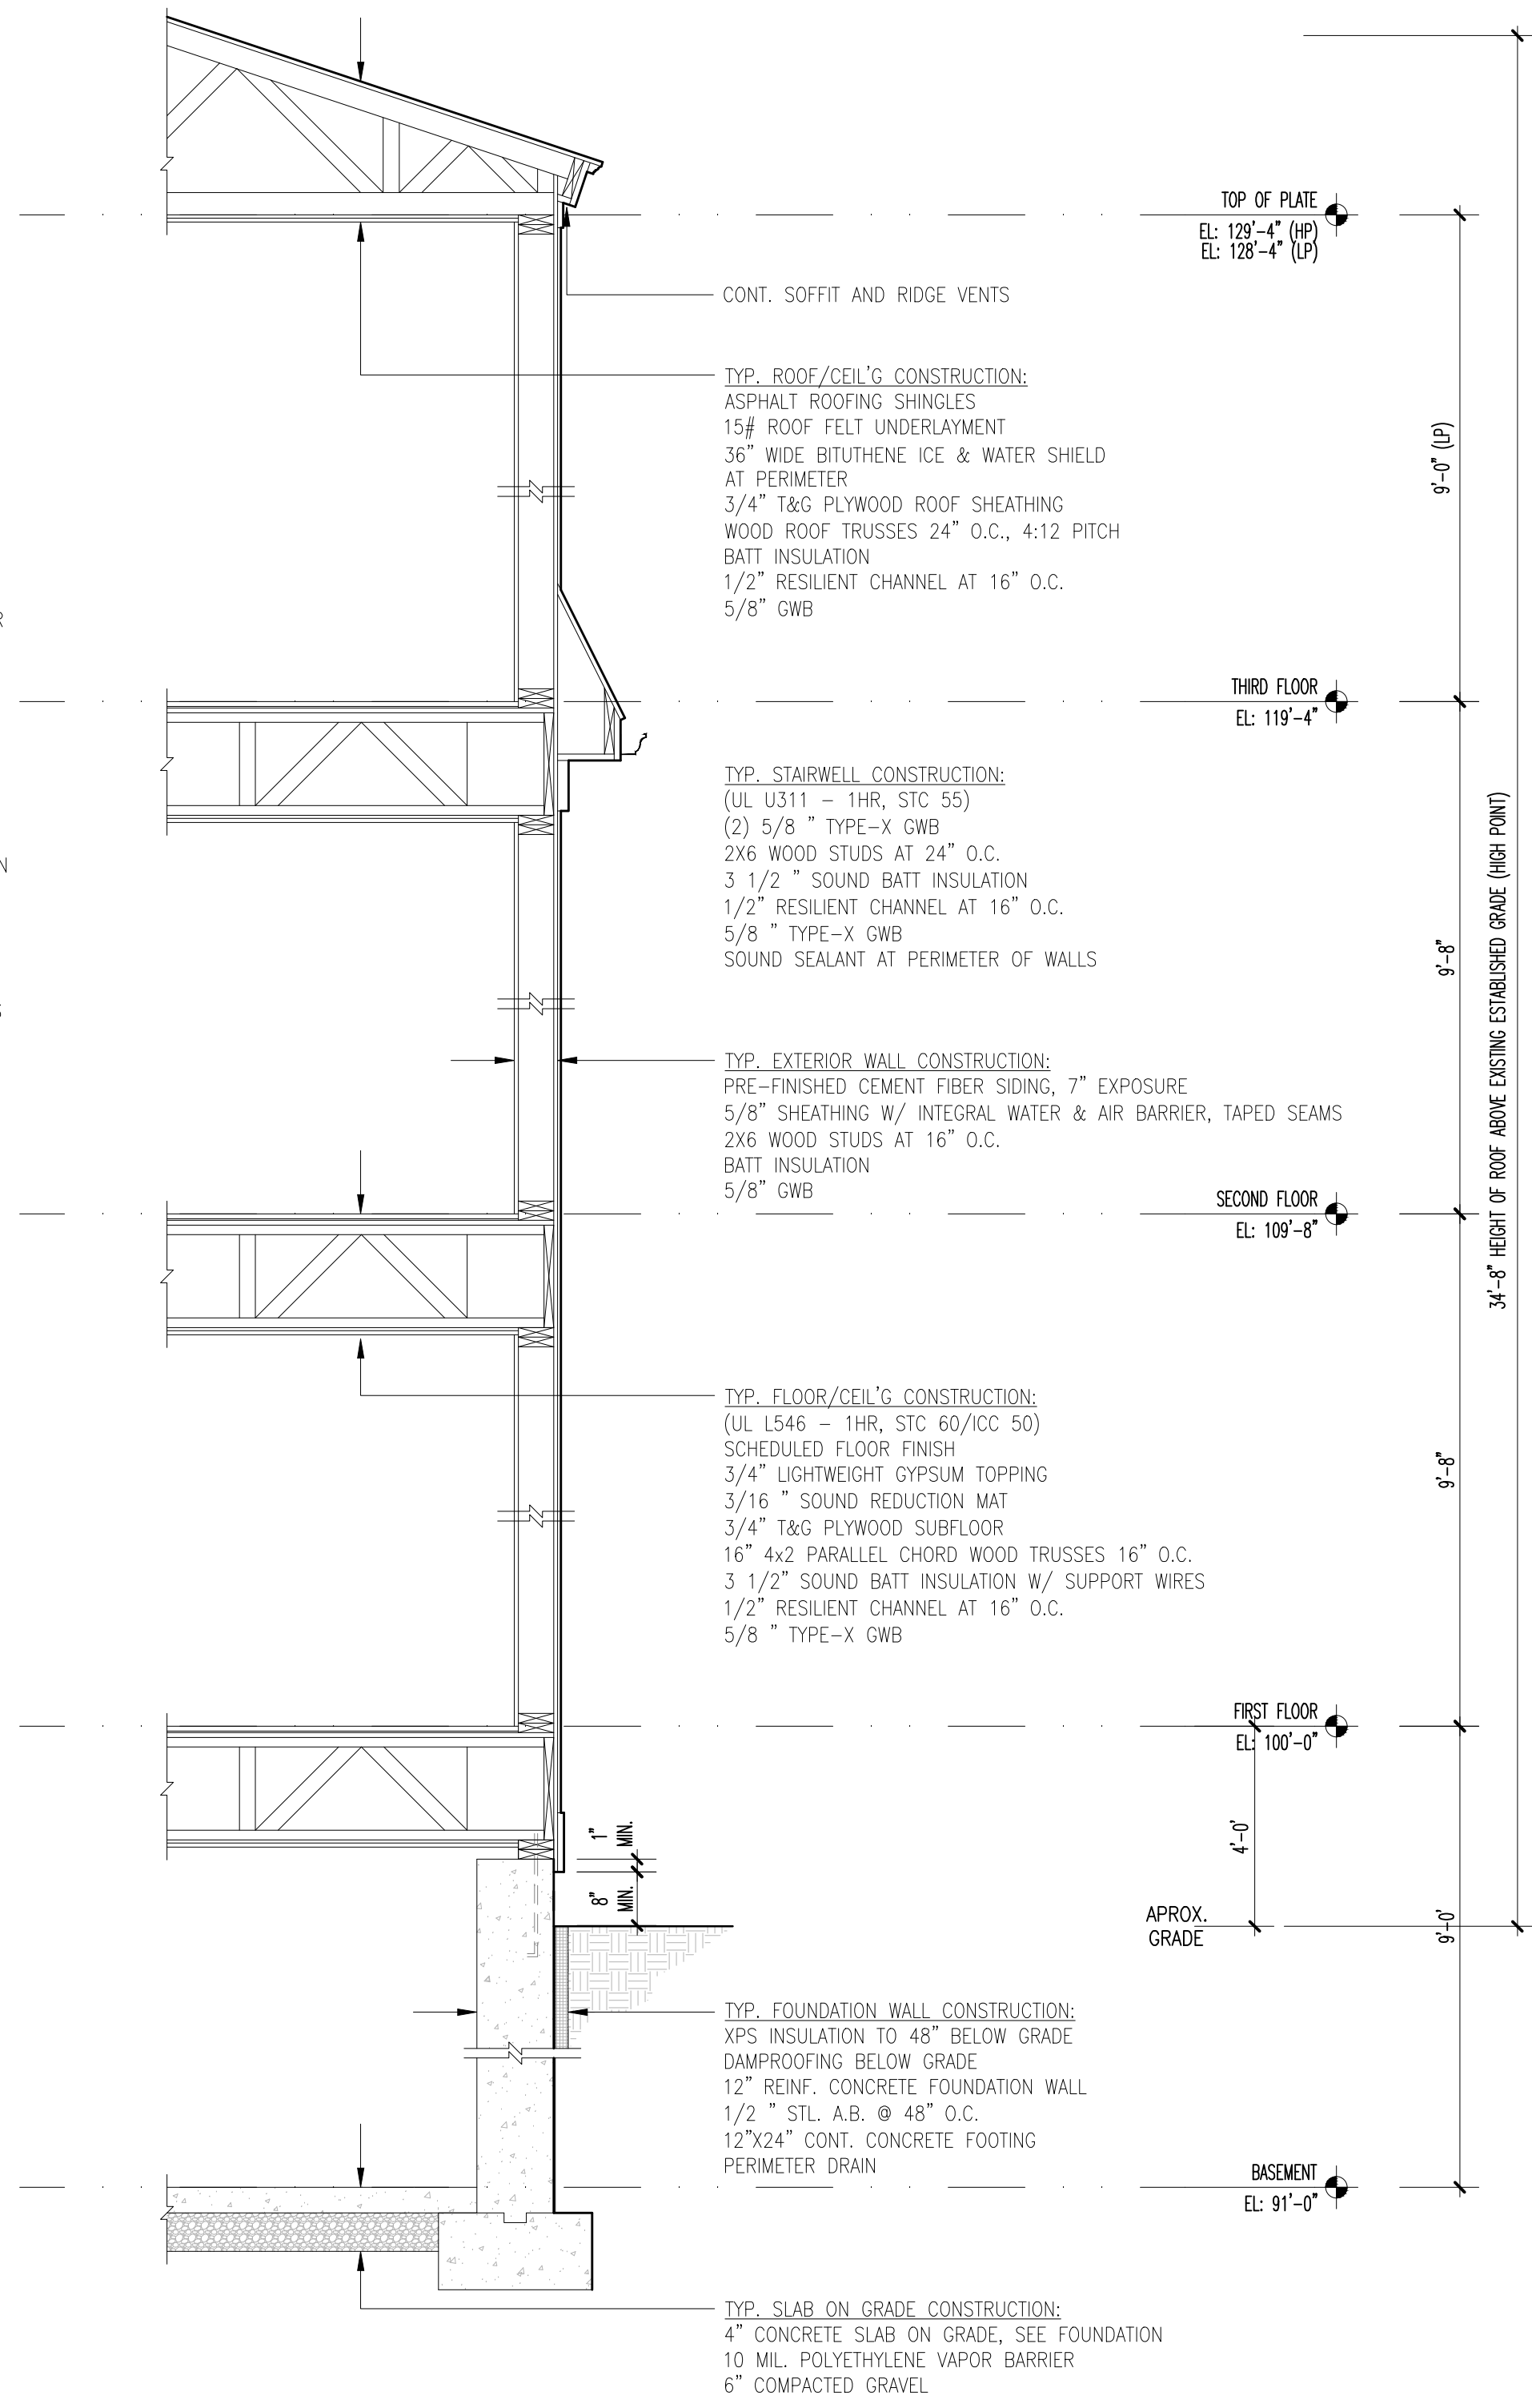 TOP OF PLATE
EL: 129'-4" (HP)
EL: 128'-4" (LP)
CONT. SOFFIT AND RIDGE VENTS
TYP. ROOF/CEIL'G CONSTRUCTION:
ASPHALT ROOFING SHINGLES
15# ROOF FELT UNDERLAYMENT
36" WIDE BITUTHENE ICE & WATER SHIELD
AT PERIMETER
3/4" T&G PLYWOOD ROOF SHEATHING
WOOD ROOF TRUSSES 24" O.C., 4:12 PITCH
BATT INSULATION
1/2" RESILIENT CHANNEL AT 16" O.C.
5/8" GWB
9'-0" (LP)
R
THIRD FLOOR
EL: 119'-4"
TYP. STAIRWELL CONSTRUCTION:
(UL U311 - 1HR, STC 55)
(2) 5/8 " TYPE-X GWB
2X6 WOOD STUDS AT 24" O.C.
3 1/2 " SOUND BATT INSULATION
1/2" RESILIENT CHANNEL AT 16" O.C.
5/8 " TYPE-X GWB
SOUND SEALANT AT PERIMETER OF WALLS
N
S
9'-8"
34'-8" HEIGHT OF ROOF ABOVE EXISTING ESTABLISHED GRADE (HIGH POINT)
TYP. EXTERIOR WALL CONSTRUCTION:
PRE-FINISHED CEMENT FIBER SIDING, 7" EXPOSURE
5/8" SHEATHING W/ INTEGRAL WATER & AIR BARRIER, TAPED SEAMS
2X6 WOOD STUDS AT 16" O.C.
BATT INSULATION
5/8" GWB
SECOND FLOOR
EL: 109'-8"
TYP. FLOOR/CEIL'G CONSTRUCTION:
(UL L546 - 1HR, STC 60/ICC 50)
SCHEDULED FLOOR FINISH
3/4" LIGHTWEIGHT GYPSUM TOPPING
3/16 " SOUND REDUCTION MAT
3/4" T&G PLYWOOD SUBFLOOR
16" 4x2 PARALLEL CHORD WOOD TRUSSES 16" O.C.
3 1/2" SOUND BATT INSULATION W/ SUPPORT WIRES
1/2" RESILIENT CHANNEL AT 16" O.C.
5/8 " TYPE-X GWB
9'-8"
FIRST FLOOR
EL: 100'-0"
1"
MIN.
8"
MIN.
4'-0'
APROX.
GRADE
9'-0'
TYP. FOUNDATION WALL CONSTRUCTION:
XPS INSULATION TO 48" BELOW GRADE
DAMPROOFING BELOW GRADE
12" REINF. CONCRETE FOUNDATION WALL
1/2 " STL. A.B. @ 48" O.C.
12"X24" CONT. CONCRETE FOOTING
PERIMETER DRAIN
BASEMENT
EL: 91'-0"
TYP. SLAB ON GRADE CONSTRUCTION:
4" CONCRETE SLAB ON GRADE, SEE FOUNDATION
10 MIL. POLYETHYLENE VAPOR BARRIER
6" COMPACTED GRAVEL